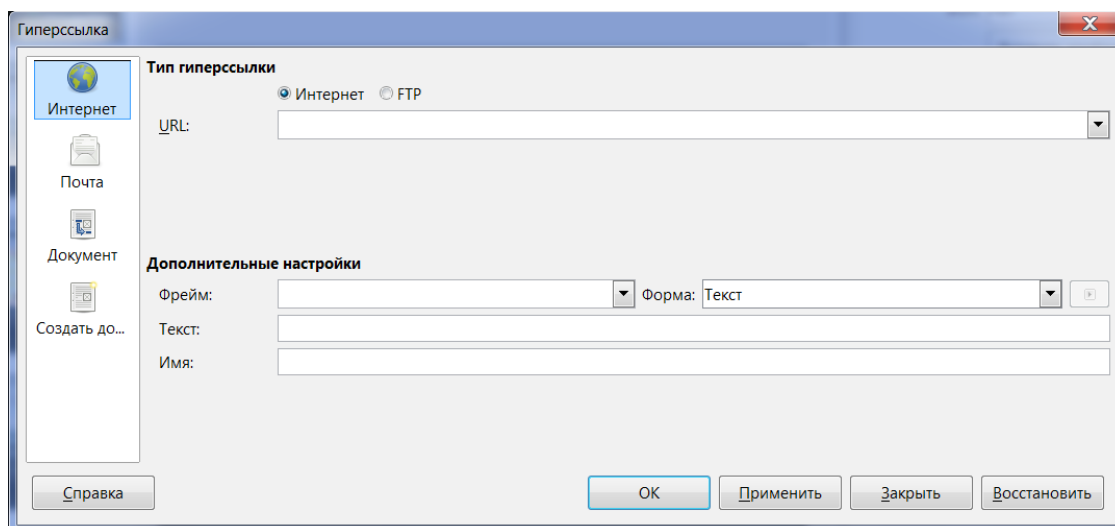 Гиперссылка
Интернет
Почта
Документ
Создать до...
Тип гиперссылки
Интернет FTP
URL:
Дополнительные настройки
Фрейм: Форма: Текст
Текст:
Имя:
Справка OK Применить Закрыть Восстановить